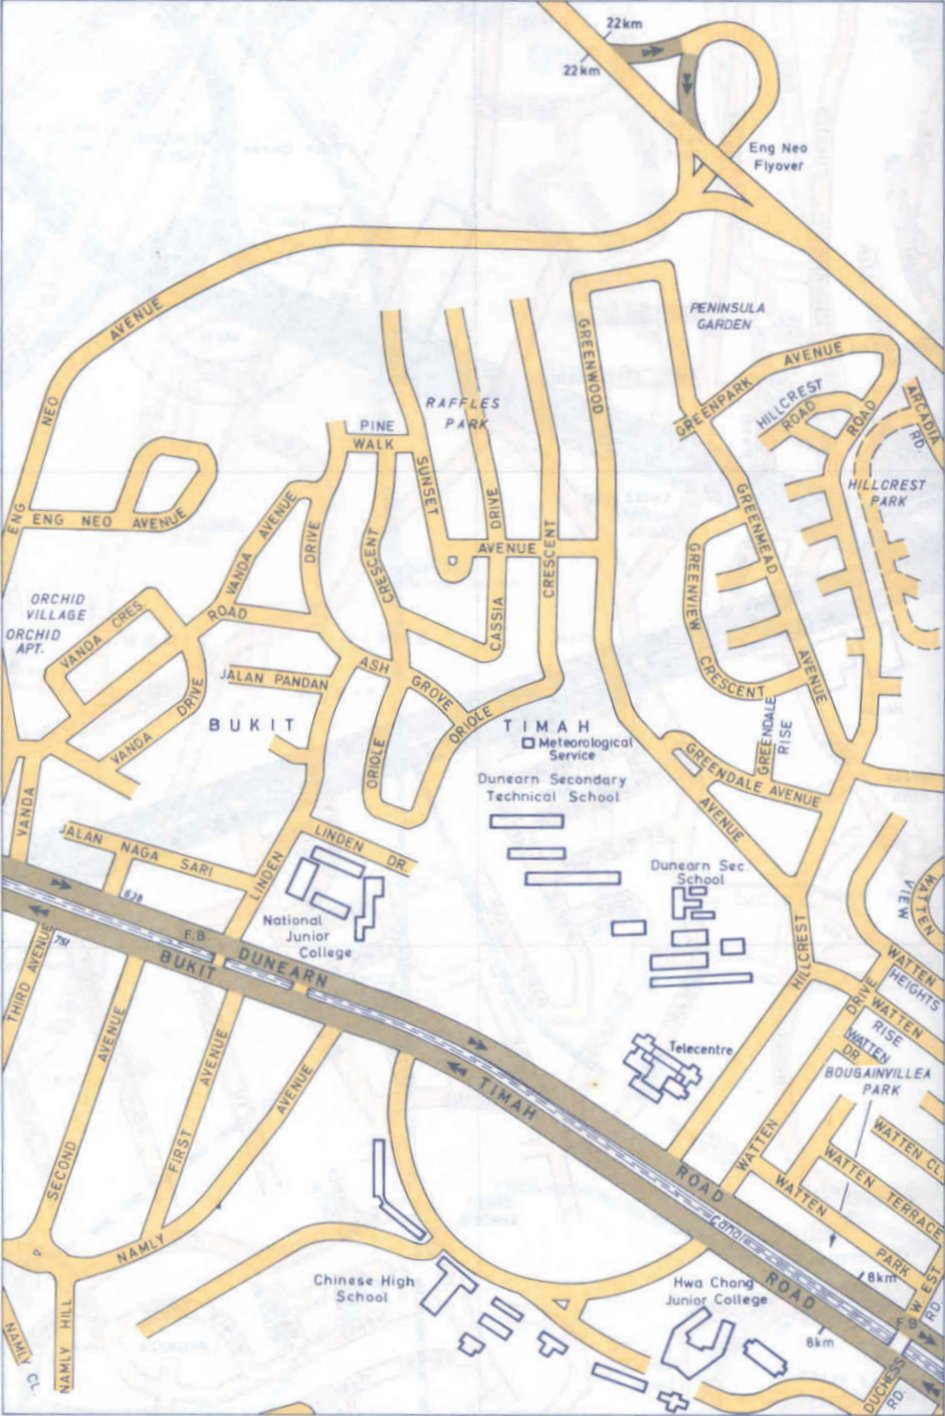 22km
22km
Eng Neo
Flyover
AVENUE
NEO
ENG
PENINSULA
GARDEN
GREENWOOD
GREENPARK AVENUE
HILLCREST
ROAD
ROAD
ARCADIA
RD.
RAFFLES
PARK
PINE
WALK
SUNSET
DRIVE
HILLCREST
PARK
ENG NEO AVENUE
VANDA AVENUE
DRIVE
CRESCENT
AVENUE
CRESCENT
CASSIA
GREENMEAD
AVENUE
GREENVIEW
CRESCENT
ORCHID
VILLAGE
ORCHID
APT.
VANDA CRES.
ROAD
VANDA DRIVE
JALAN PANDAN
ASH
GROVE
ORIOLE
ORIOLE
BUKIT TIMAH
Meteorological
Service
GREENDALE
RISE
GREENDALE AVENUE
AVENUE
Dunearn Secondary
Technical School
VANDA
JALAN NAGA SARI
LINDEN
LINDEN DR.
National
Junior
College
Dunearn Sec.
School
WATTEN
VIEW
638
751
F.B.
DUNEARN
BUKIT
THIRD AVENUE
HILLCREST
WATTEN
HEIGHTS
DRIVE
WATTEN
RISE
WATTEN
DR.
BOUGAINVILLEA
PARK
Telecentre
SECOND AVENUE
FIRST AVENUE
AVENUE
NAMLY
TIMAH
ROAD
WATTEN
WATTEN CL.
WATTEN TERRACE
WATTEN PARK
Canal
ROAD
8km
8km
WEST
RD.
F.B.
Chinese High
School
Hwa Chong
Junior College
NAMLY HILL
NAMLY CL.
DUCHESS
RD.